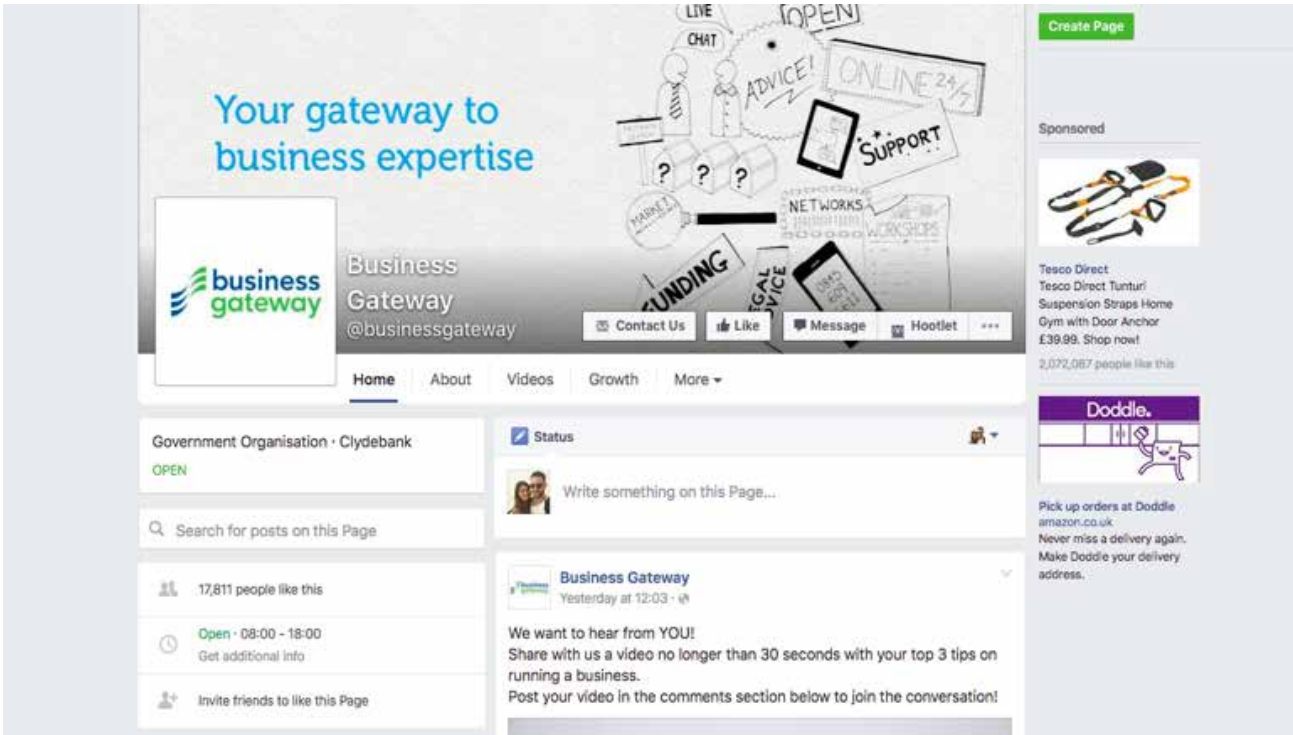 LIVE
CHAT
OPEN
ADVICE!
ONLINE 24/7
SUPPORT
Your gateway to
business expertise
? ? ?
MARKET
NETWORKS
WORKSHOPS
FUNDING
LEGAL
ADVICE
0845
609
business
gateway
Business
Gateway
@businessgateway
Contact Us
Like
Message
Hootlet
Home
About
Videos
Growth
More
Government Organisation · Clydebank
OPEN
Search for posts on this Page
17,811 people like this
Open · 08:00 - 18:00
Get additional info
Invite friends to like this Page
Status
Write something on this Page...
Business Gateway
Yesterday at 12:03 ·
We want to hear from YOU!
Share with us a video no longer than 30 seconds with your top 3 tips on
running a business.
Post your video in the comments section below to join the conversation!
Create Page
Sponsored
Tesco Direct
Tesco Direct Tunturi
Suspension Straps Home
Gym with Door Anchor
£39.99. Shop now!
2,072,087 people like this
Doddle.
Pick up orders at Doddle
amazon.co.uk
Never miss a delivery again.
Make Doddle your delivery
address.